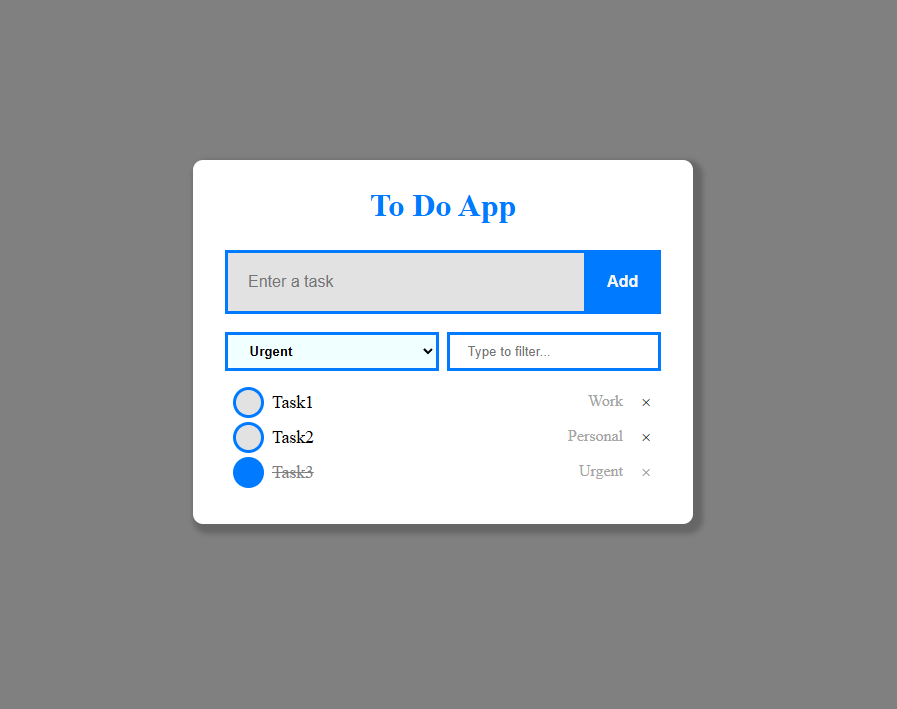 To Do App
Enter a task Add
Urgent Type to filter...
Task1 Work ×
Task2 Personal ×
Task3 Urgent ×